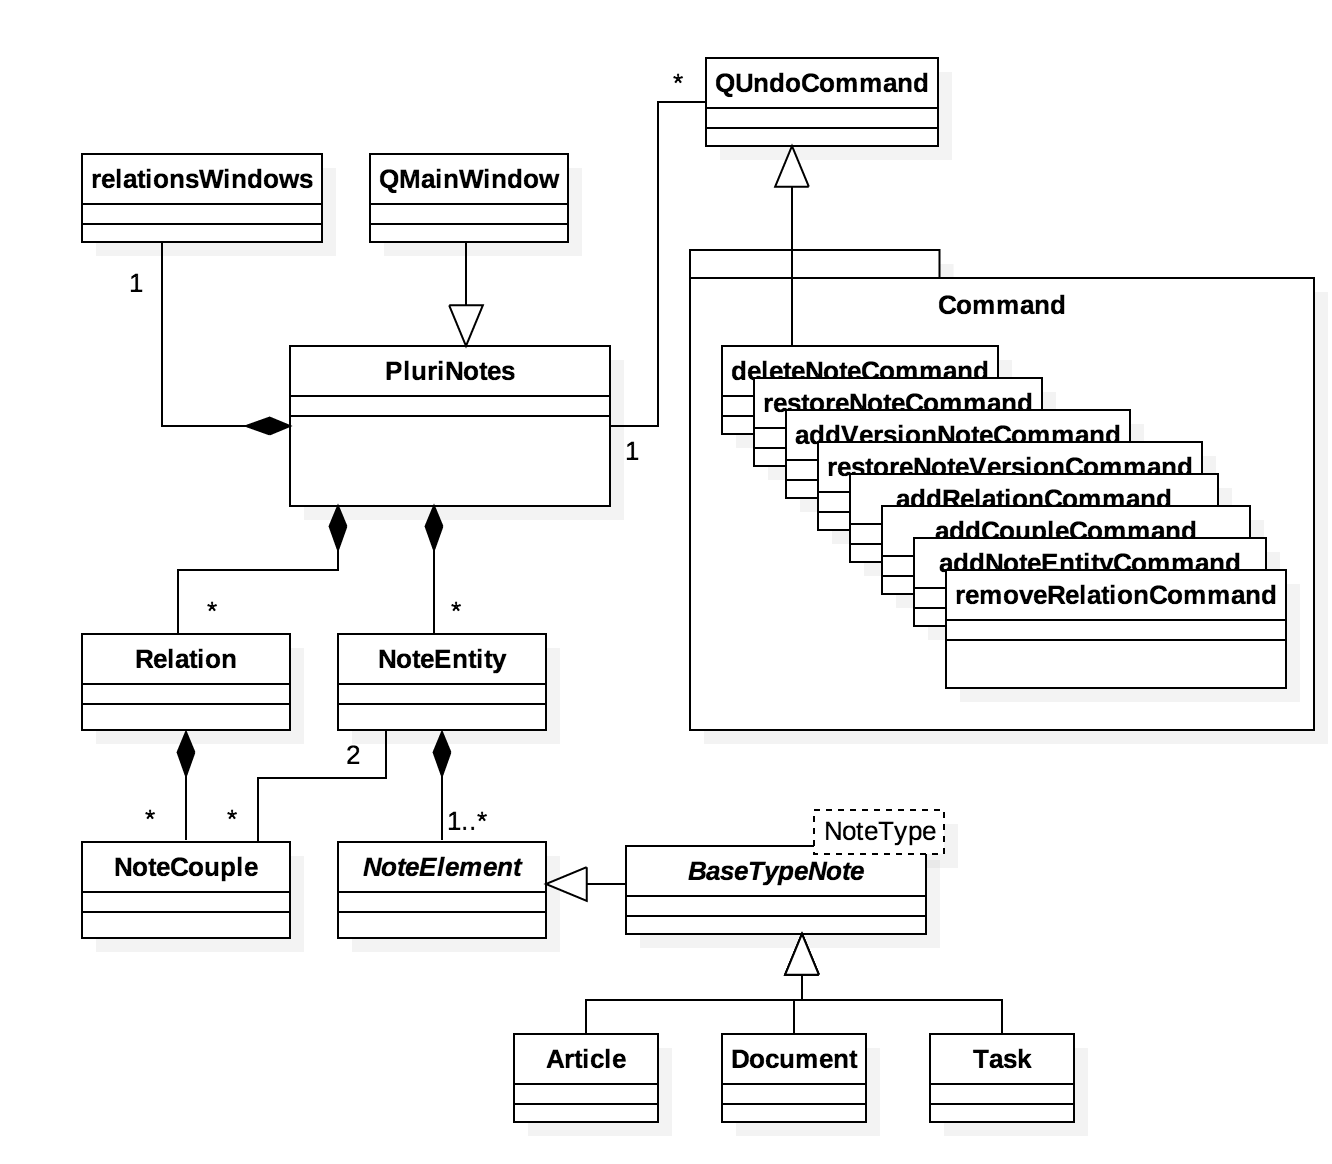 QUndoCommand
*
relationsWindows
QMainWindow
1
Command
PluriNotes
deleteNoteCommand
restoreNoteCommand
addVersionNoteCommand
1
restoreNoteVersionCommand
addRelationCommand
addCoupleCommand
addNoteEntityCommand
removeRelationCommand
*
*
Relation
NoteEntity
2
*
*
1..*
NoteType
NoteCouple
NoteElement
BaseTypeNote
Article
Document
Task